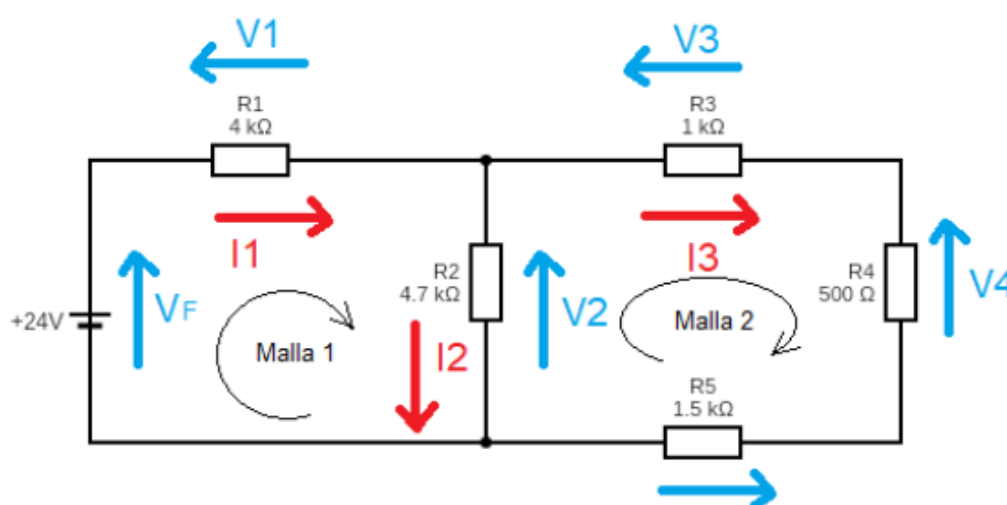 V1
V3
R1
4 kΩ
R3
1 kΩ
I1
I3
R2
4.7 kΩ
R4
500 Ω
V4
+24V
VF
V2
Malla 1
Malla 2
I2
R5
1.5 kΩ